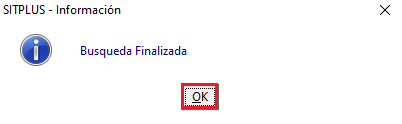 SITPLUS - Información
Busqueda Finalizada
OK